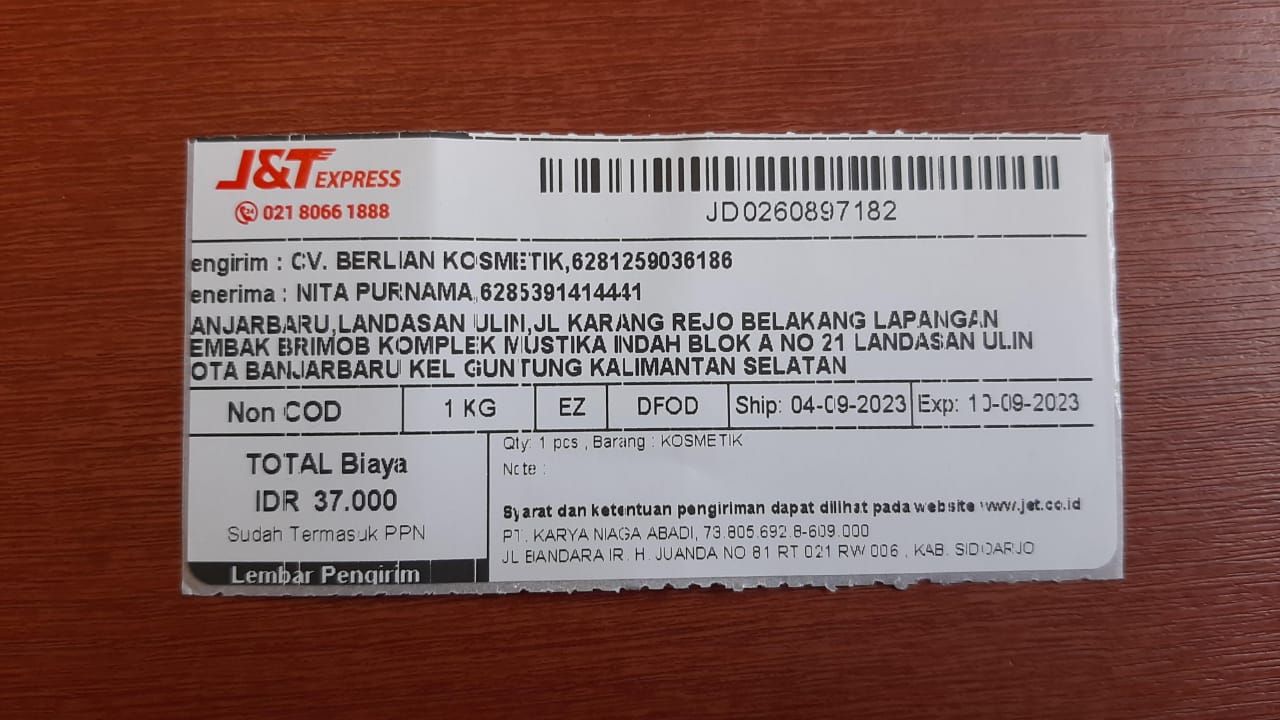 J&T EXPRESS
24 021 8066 1888
JD0260897182
engirim : CV. BERLIAN KOSMETIK,6281259036186
enerima : NITA PURNAMA,6285391414441
ANJARBARU,LANDASAN ULIN,JL KARANG REJO BELAKANG LAPANGAN
EMBAK BRIMOB KOMPLEK MUSTIKA INDAH BLOK A NO 21 LANDASAN ULIN
OTA BANJARBARU KEL GUNTUNG KALIMANTAN SELATAN
Non COD 1 KG EZ DFOD Ship: 04-09-2023 Exp: 10-09-2023
TOTAL Biaya
IDR 37.000
Sudah Termasuk PPN
Lembar Pengirim
Qty: 1 pcs , Barang : KOSMETIK
Note :
Syarat dan ketentuan pengiriman dapat dilihat pada website www.jet.co.id
PT. KARYA NIAGA ABADI, 73.805.692.8-609.000
JL BANDARA IR. H. JUANDA NO 81 RT 021 RW 006 , KAB. SIDOARJO